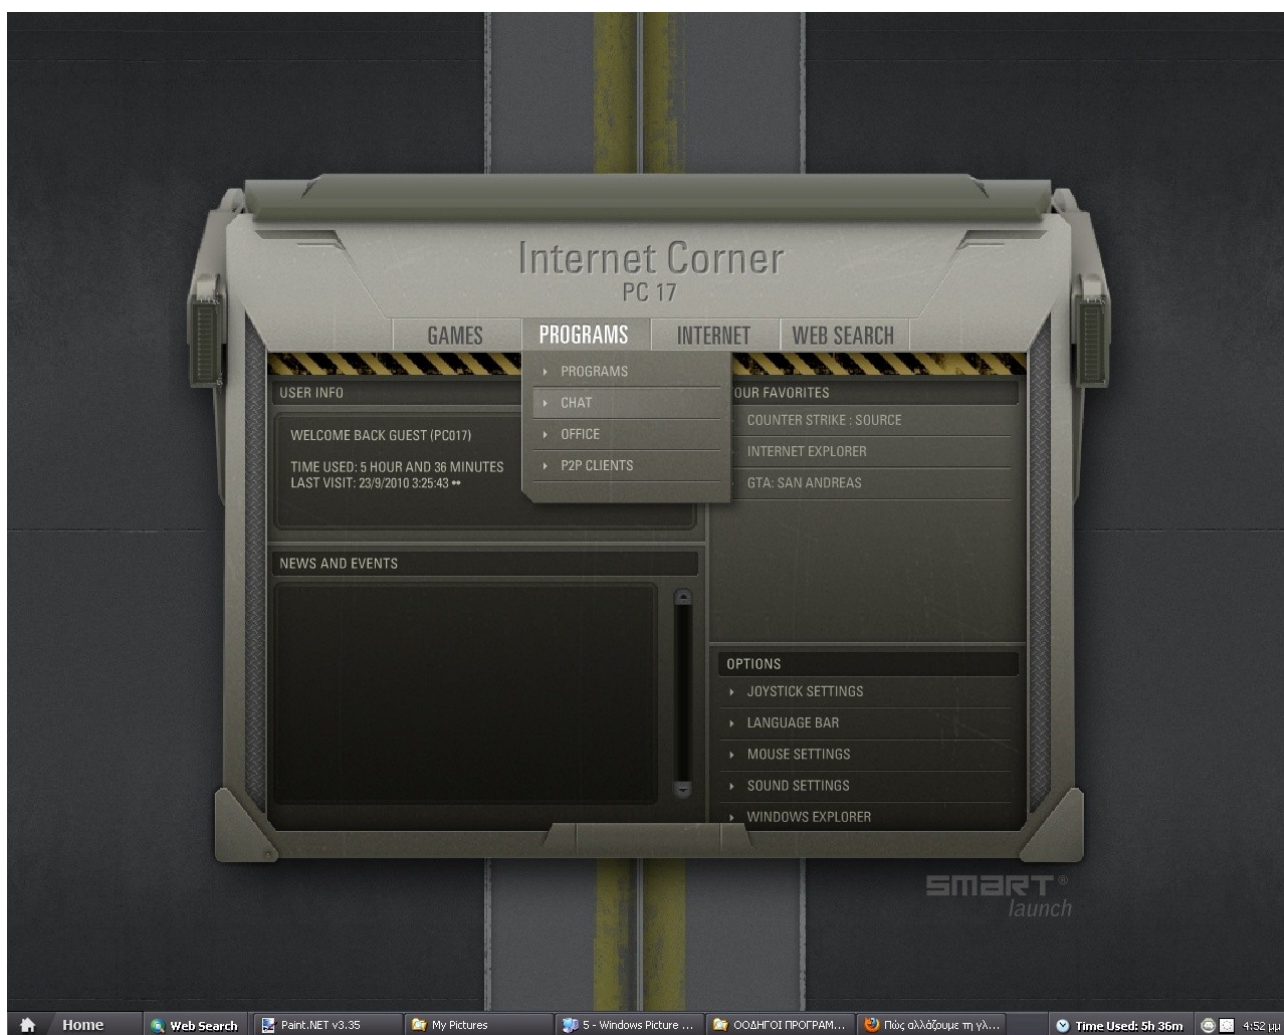 Internet Corner
PC 17
GAMES PROGRAMS INTERNET WEB SEARCH
PROGRAMS
CHAT
OFFICE
P2P CLIENTS
USER INFO
WELCOME BACK GUEST (PC017)
TIME USED: 5 HOUR AND 36 MINUTES
LAST VISIT: 23/9/2010 3:25:43
OUR FAVORITES
COUNTER STRIKE : SOURCE
INTERNET EXPLORER
GTA: SAN ANDREAS
NEWS AND EVENTS
OPTIONS
JOYSTICK SETTINGS
LANGUAGE BAR
MOUSE SETTINGS
SOUND SETTINGS
WINDOWS EXPLORER
SMART®
launch
Home Web Search Paint.NET v3.35 My Pictures 5 - Windows Picture ... ΟΟΔΗΓΟΙ ΠΡΟΓΡΑΜ... Πώς αλλάζουμε τη γλ... Time Used: 5h 36m 4:52 μμ